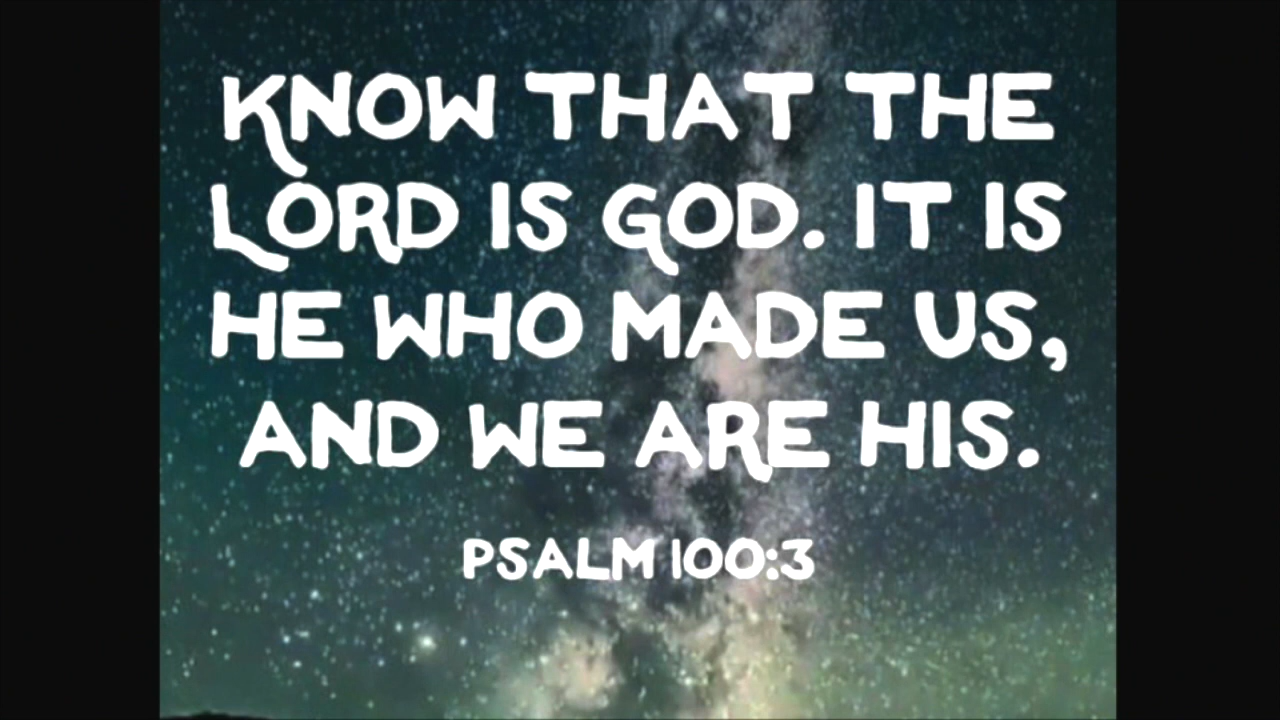 KNOW THAT THE
LORD IS GOD. IT IS
HE WHO MADE US,
AND WE ARE HIS.
PSALM 100:3